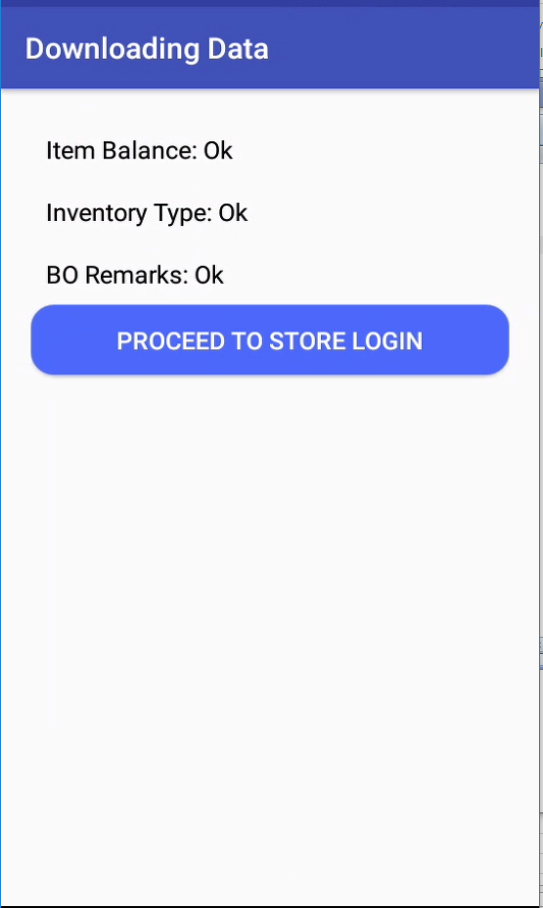 Downloading Data
Item Balance: Ok
Inventory Type: Ok
BO Remarks: Ok
PROCEED TO STORE LOGIN